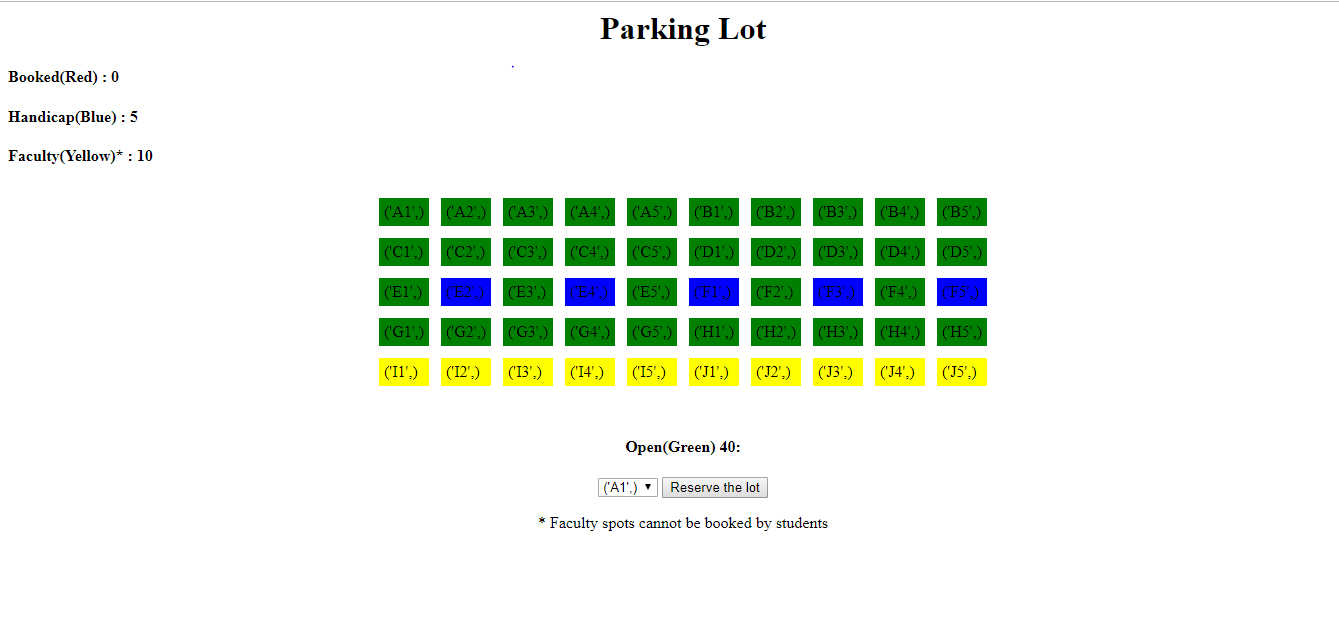 Parking Lot
Booked(Red) : 0
Handicap(Blue) : 5
Faculty(Yellow)* : 10
('A1',) ('A2',) ('A3',) ('A4',) ('A5',) ('B1',) ('B2',) ('B3',) ('B4',) ('B5',)
('C1',) ('C2',) ('C3',) ('C4',) ('C5',) ('D1',) ('D2',) ('D3',) ('D4',) ('D5',)
('E1',) ('E2',) ('E3',) ('E4',) ('E5',) ('F1',) ('F2',) ('F3',) ('F4',) ('F5',)
('G1',) ('G2',) ('G3',) ('G4',) ('G5',) ('H1',) ('H2',) ('H3',) ('H4',) ('H5',)
('I1',) ('I2',) ('I3',) ('I4',) ('I5',) ('J1',) ('J2',) ('J3',) ('J4',) ('J5',)
Open(Green) 40:
('A1',) Reserve the lot
* Faculty spots cannot be booked by students